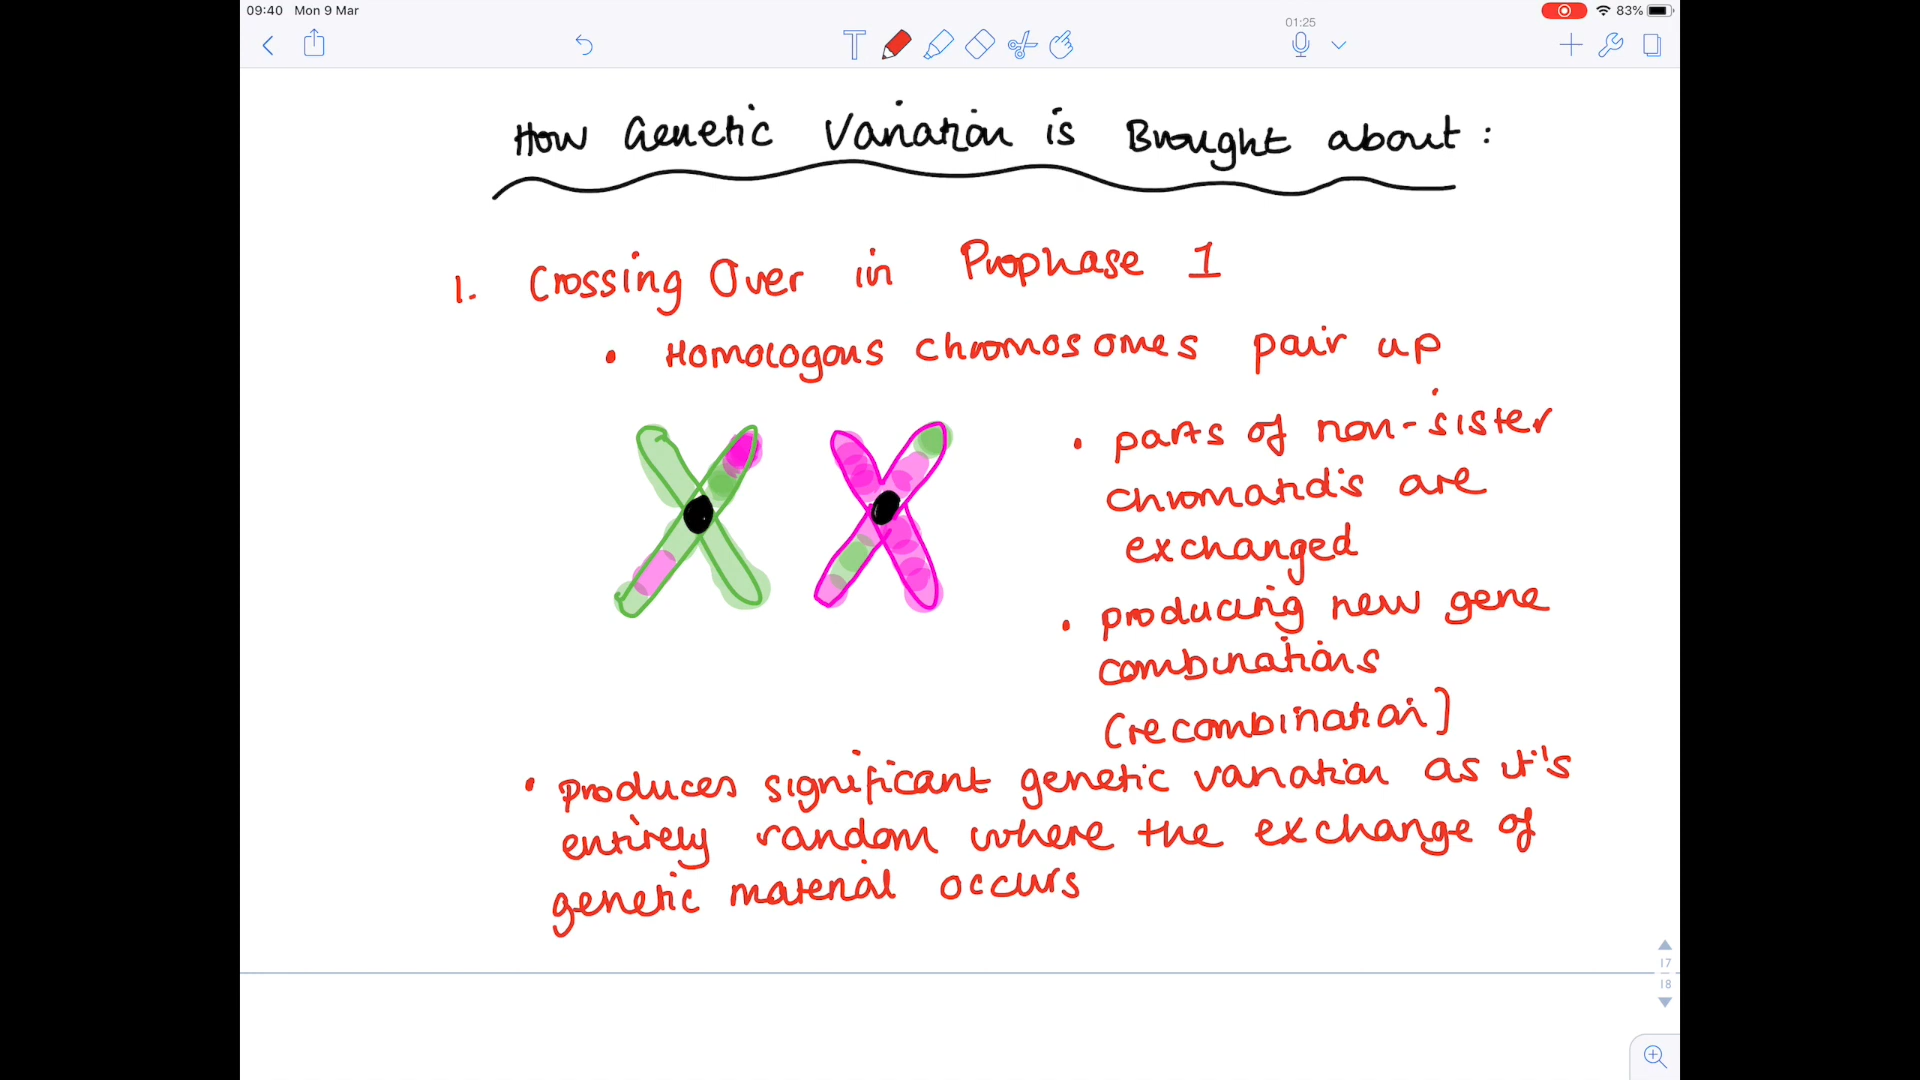 09:40 Mon 9 Mar
83%
01:25
How Genetic Variation is Brought about:
1. Crossing Over in Prophase 1
• Homologous chromosomes pair up
• parts of non-sister
chromatids are
exchanged
• producing new gene
combinations
(recombination]
• produces significant genetic variation as it's
entirely random where the exchange of
genetic material occurs
17
18